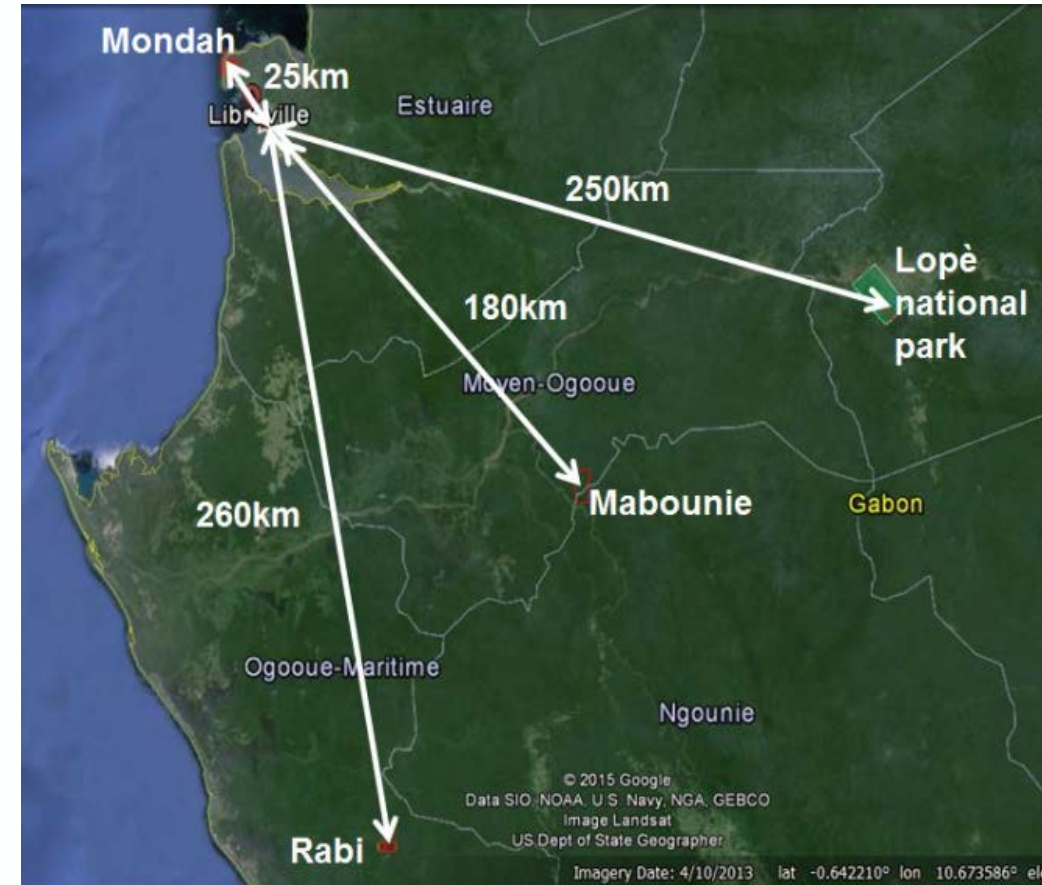 Mondah
25km
Libreville
Estuaire
250km
Lopè
national
park
180km
Moyen-Ogooue
260km
Mabounie
Gabon
Ogooue-Maritime
Ngounie
© 2015 Google
Data SIO, NOAA, U.S. Navy, NGA, GEBCO
Image Landsat
US Dept of State Geographer
Rabi
Imagery Date: 4/10/2013 lat -0.642210° lon 10.673586° ele